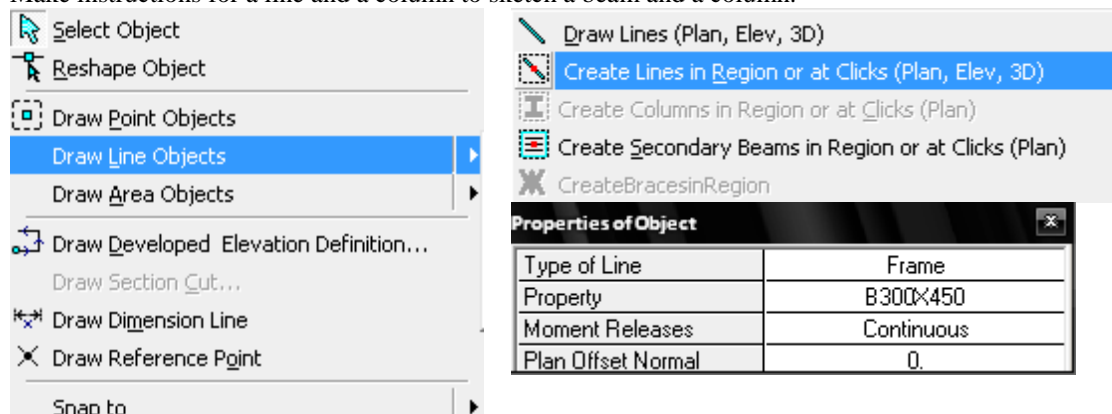 Make instructions for a line and a column to sketch a beam and a column.
Select Object
Reshape Object
Draw Point Objects
Draw Line Objects
Draw Area Objects
Draw Developed Elevation Definition...
Draw Section Cut...
Draw Dimension Line
Draw Reference Point
Snap to
Draw Lines (Plan, Elev, 3D)
Create Lines in Region or at Clicks (Plan, Elev, 3D)
Create Columns in Region or at Clicks (Plan)
Create Secondary Beams in Region or at Clicks (Plan)
CreateBracesinRegion
Properties of Object
Type of Line Frame
Property B300X450
Moment Releases Continuous
Plan Offset Normal 0.